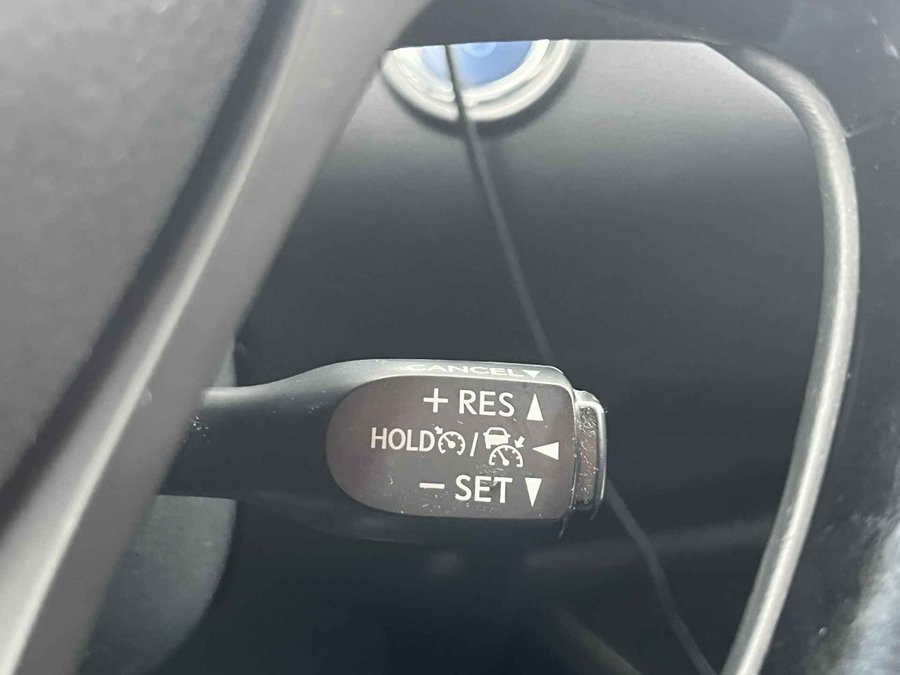 CANCEL
+ RES
HOLD /
− SET